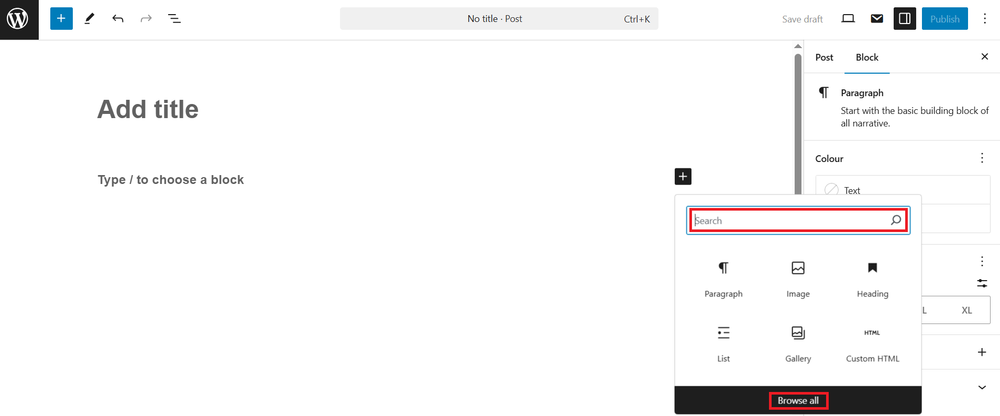 No title · Post
Ctrl+K
Save draft
Publish
Add title
Type / to choose a block
Post
Block
Paragraph
Start with the basic building block of
all narrative.
Colour
Text
Search
Paragraph
Image
Heading
HTML
List
Gallery
Custom HTML
Browse all
L
XL